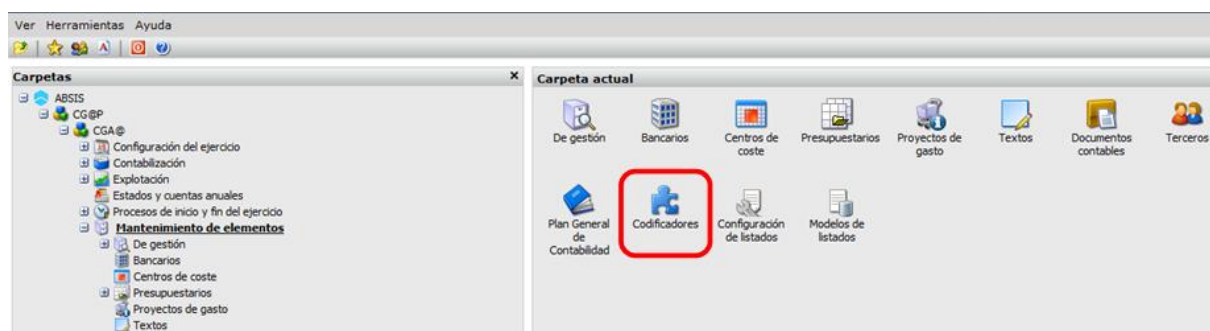 Ver Herramientas Ayuda
Carpetas
ABSIS
CG@P
CGA@
Configuración del ejercicio
Contabilización
Explotación
Estados y cuentas anuales
Procesos de inicio y fin del ejercicio
Mantenimiento de elementos
De gestión
Bancarios
Centros de coste
Presupuestarios
Proyectos de gasto
Textos
Carpeta actual
De gestión
Bancarios
Centros de
coste
Presupuestarios
Proyectos de
gasto
Textos
Documentos
contables
Terceros
Plan General
de
Contabilidad
Codificadores
Configuración
de listados
Modelos de
listados